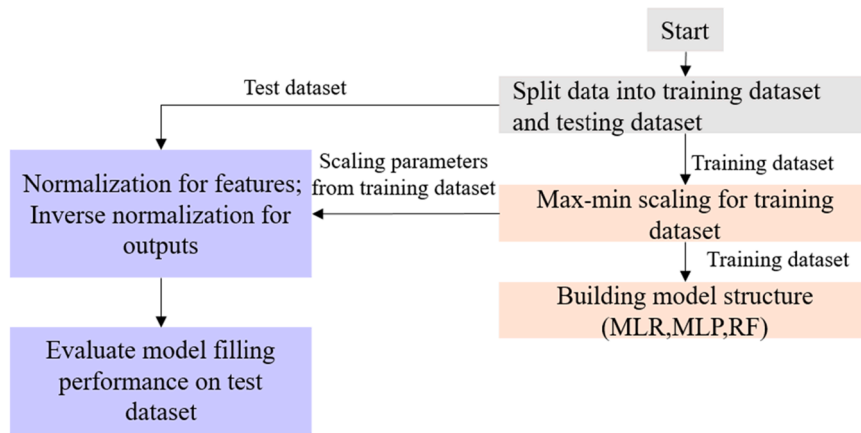 Start
Test dataset
Split data into training dataset
and testing dataset
Training dataset
Scaling parameters
from training dataset
Normalization for features;
Inverse normalization for
outputs
Max-min scaling for training
dataset
Training dataset
Building model structure
(MLR,MLP,RF)
Evaluate model filling
performance on test
dataset